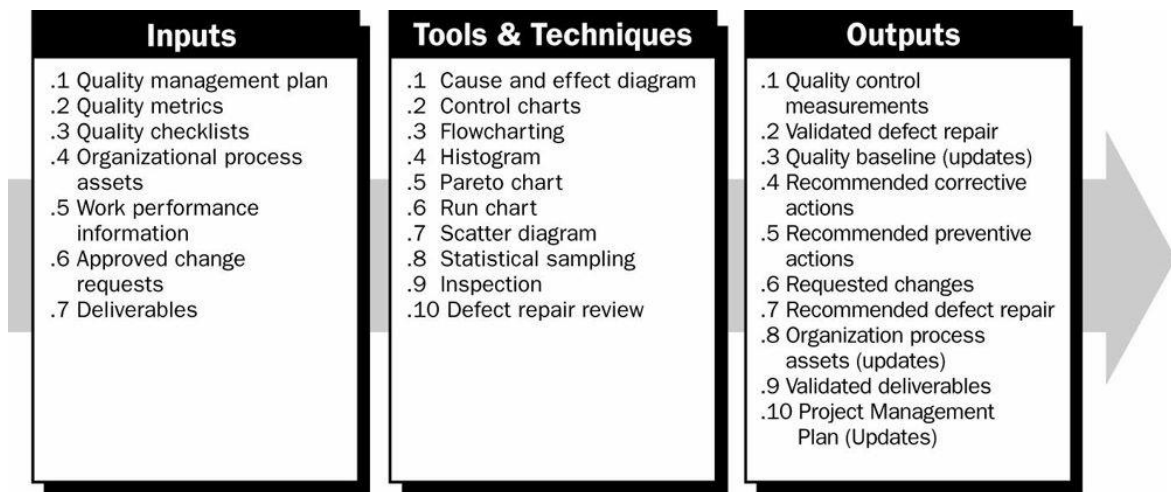 Inputs
.1 Quality management plan
.2 Quality metrics
.3 Quality checklists
.4 Organizational process
assets
.5 Work performance
information
.6 Approved change
requests
.7 Deliverables
Tools & Techniques
.1 Cause and effect diagram
.2 Control charts
.3 Flowcharting
.4 Histogram
.5 Pareto chart
.6 Run chart
.7 Scatter diagram
.8 Statistical sampling
.9 Inspection
.10 Defect repair review
Outputs
.1 Quality control
measurements
.2 Validated defect repair
.3 Quality baseline (updates)
.4 Recommended corrective
actions
.5 Recommended preventive
actions
.6 Requested changes
.7 Recommended defect repair
.8 Organization process
assets (updates)
.9 Validated deliverables
.10 Project Management
Plan (Updates)